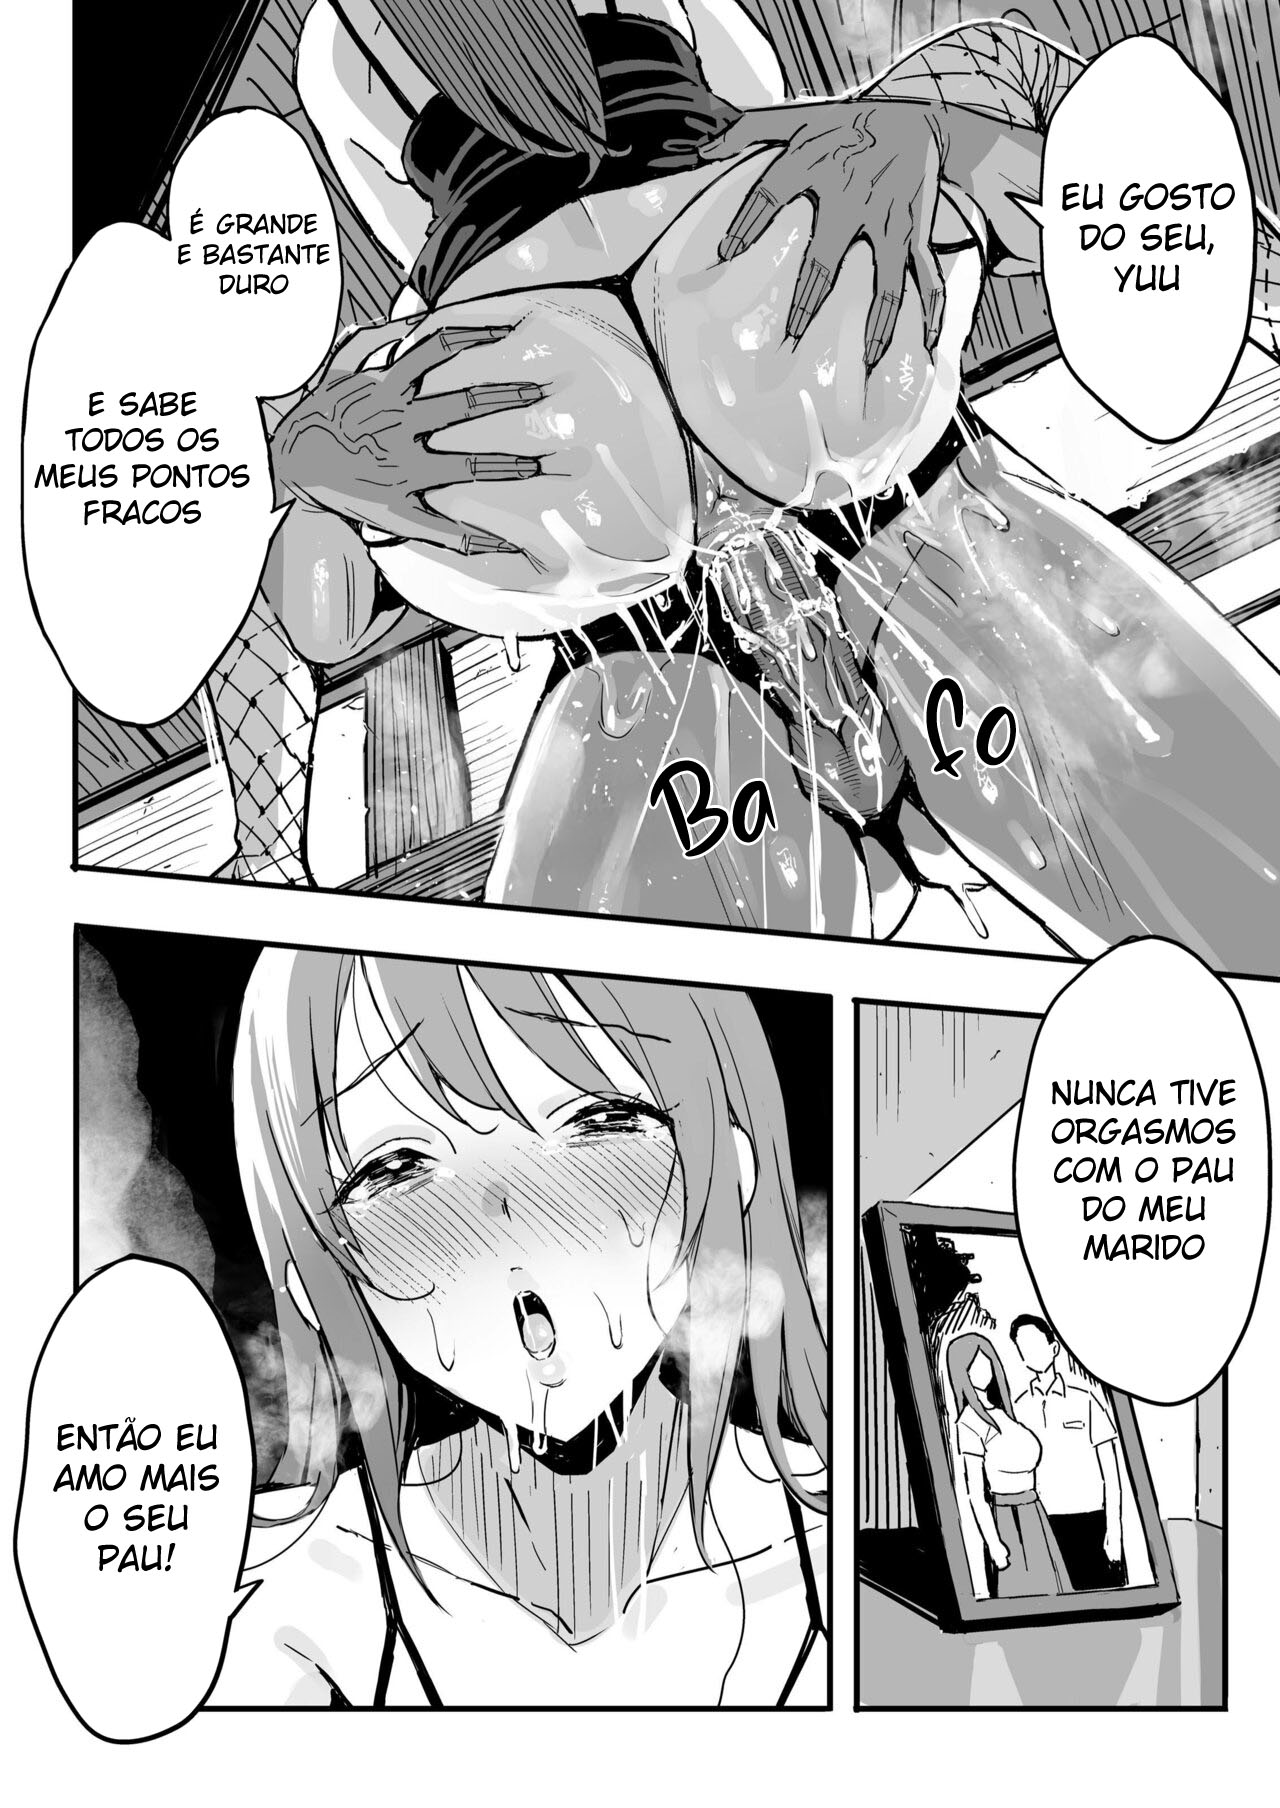 EU GOSTO
DO SEU,
YUU
É GRANDE
E BASTANTE
DURO
E SABE
TODOS OS
MEUS PONTOS
FRACOS
Ba
fo
NUNCA TIVE
ORGASMOS
COM O PAU
DO MEU
MARIDO
ENTÃO EU
AMO MAIS
O SEU
PAU!